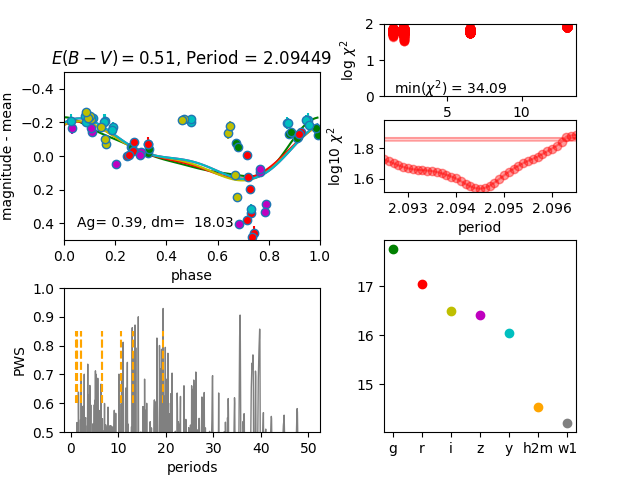 E(B − V) = 0.51, Period = 2.09449
magnitude - mean
−0.4
−0.2
0.0
0.2
0.4
Ag= 0.39, dm=  18.03
0.0 0.2 0.4 0.6 0.8 1.0
phase
log χ²
2
1
0
min(χ²) = 34.09
5 10
log10 χ²
1.8
1.6
2.093 2.094 2.095 2.096
period
PWS
1.0
0.9
0.8
0.7
0.6
0.5
0 10 20 30 40 50
periods
17
16
15
g r i z y h2m w1